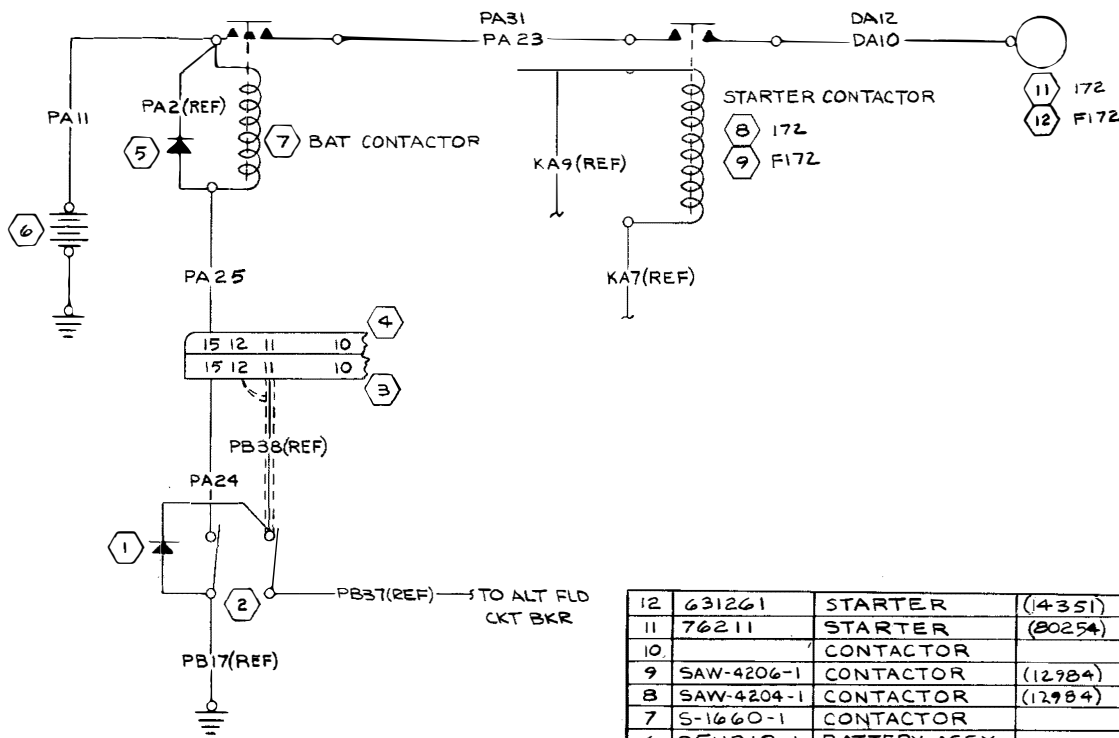 PA31
PA 23
DA12
DA10
PA11
PA2(REF)
5
7 BAT CONTACTOR
STARTER CONTACTOR
8 172
9 F172
11 172
12 F172
KA9(REF)
6
PA25
KA7(REF)
4
15 12 11 10
15 12 11 10
3
PB38(REF)
PA24
1
2
PB37(REF)
TO ALT FLD
CKT BKR
PB17(REF)
12 631261 STARTER (14351)
11 76211 STARTER (80254)
10 CONTACTOR
9 SAW-4206-1 CONTACTOR (12984)
8 SAW-4204-1 CONTACTOR (12984)
7 S-1660-1 CONTACTOR